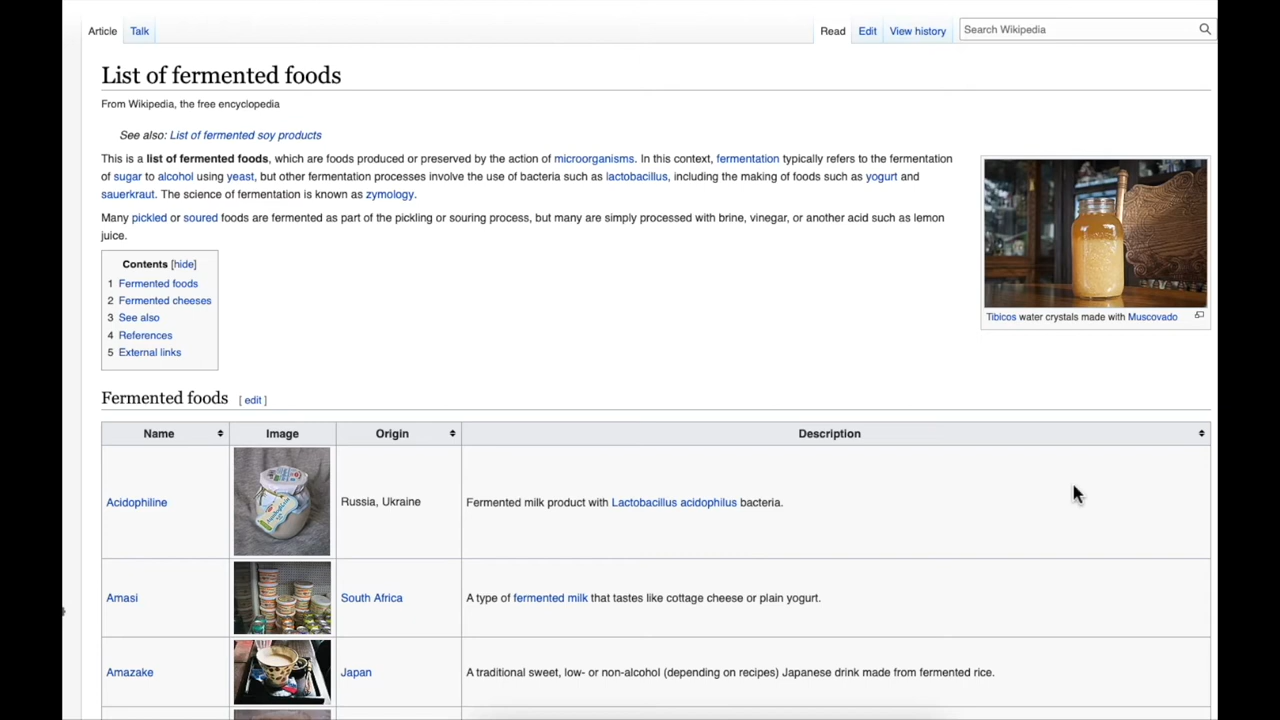 Article Talk Read Edit View history Search Wikipedia
List of fermented foods
From Wikipedia, the free encyclopedia
See also: List of fermented soy products
This is a list of fermented foods, which are foods produced or preserved by the action of microorganisms. In this context, fermentation typically refers to the fermentation
of sugar to alcohol using yeast, but other fermentation processes involve the use of bacteria such as lactobacillus, including the making of foods such as yogurt and
sauerkraut. The science of fermentation is known as zymology.
Many pickled or soured foods are fermented as part of the pickling or souring process, but many are simply processed with brine, vinegar, or another acid such as lemon
juice.
Tibicos water crystals made with Muscovado
Contents [hide]
1 Fermented foods
2 Fermented cheeses
3 See also
4 References
5 External links
Fermented foods [ edit ]
Name Image Origin Description
Acidophiline Russia, Ukraine Fermented milk product with Lactobacillus acidophilus bacteria.
Amasi South Africa A type of fermented milk that tastes like cottage cheese or plain yogurt.
Amazake Japan A traditional sweet, low- or non-alcohol (depending on recipes) Japanese drink made from fermented rice.